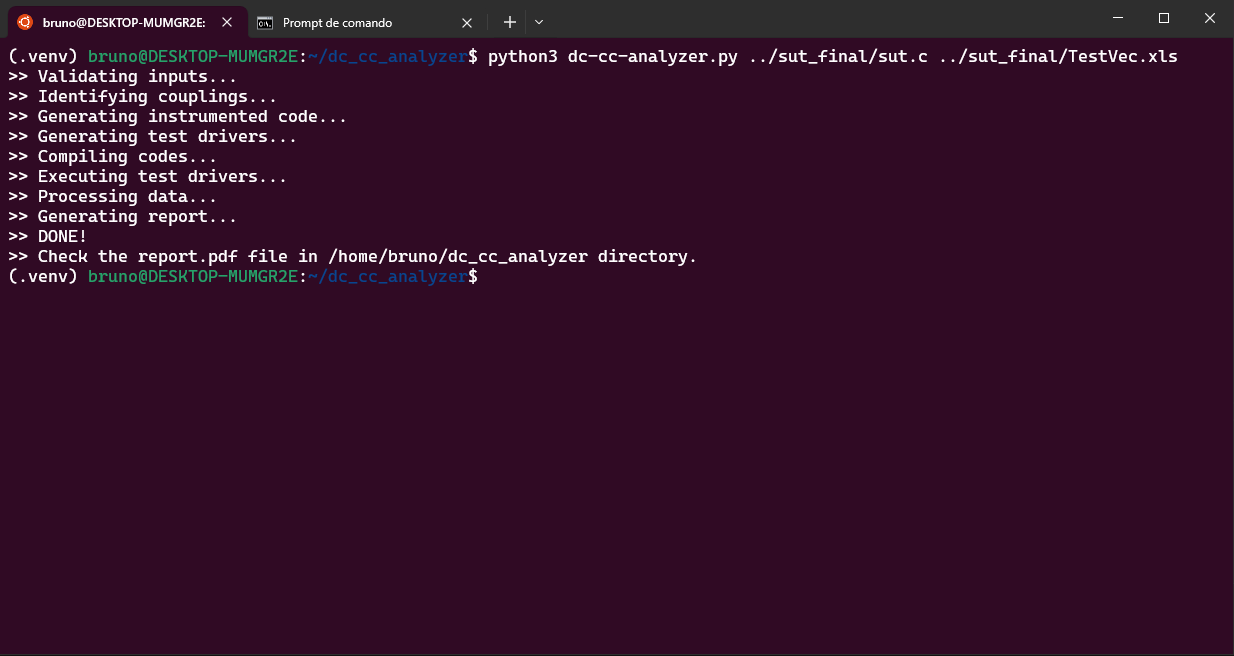 bruno@DESKTOP-MUMGR2E: Prompt de comando
(.venv) bruno@DESKTOP-MUMGR2E:~/dc_cc_analyzer$ python3 dc-cc-analyzer.py ../sut_final/sut.c ../sut_final/TestVec.xls
>> Validating inputs...
>> Identifying couplings...
>> Generating instrumented code...
>> Generating test drivers...
>> Compiling codes...
>> Executing test drivers...
>> Processing data...
>> Generating report...
>> DONE!
>> Check the report.pdf file in /home/bruno/dc_cc_analyzer directory.
(.venv) bruno@DESKTOP-MUMGR2E:~/dc_cc_analyzer$